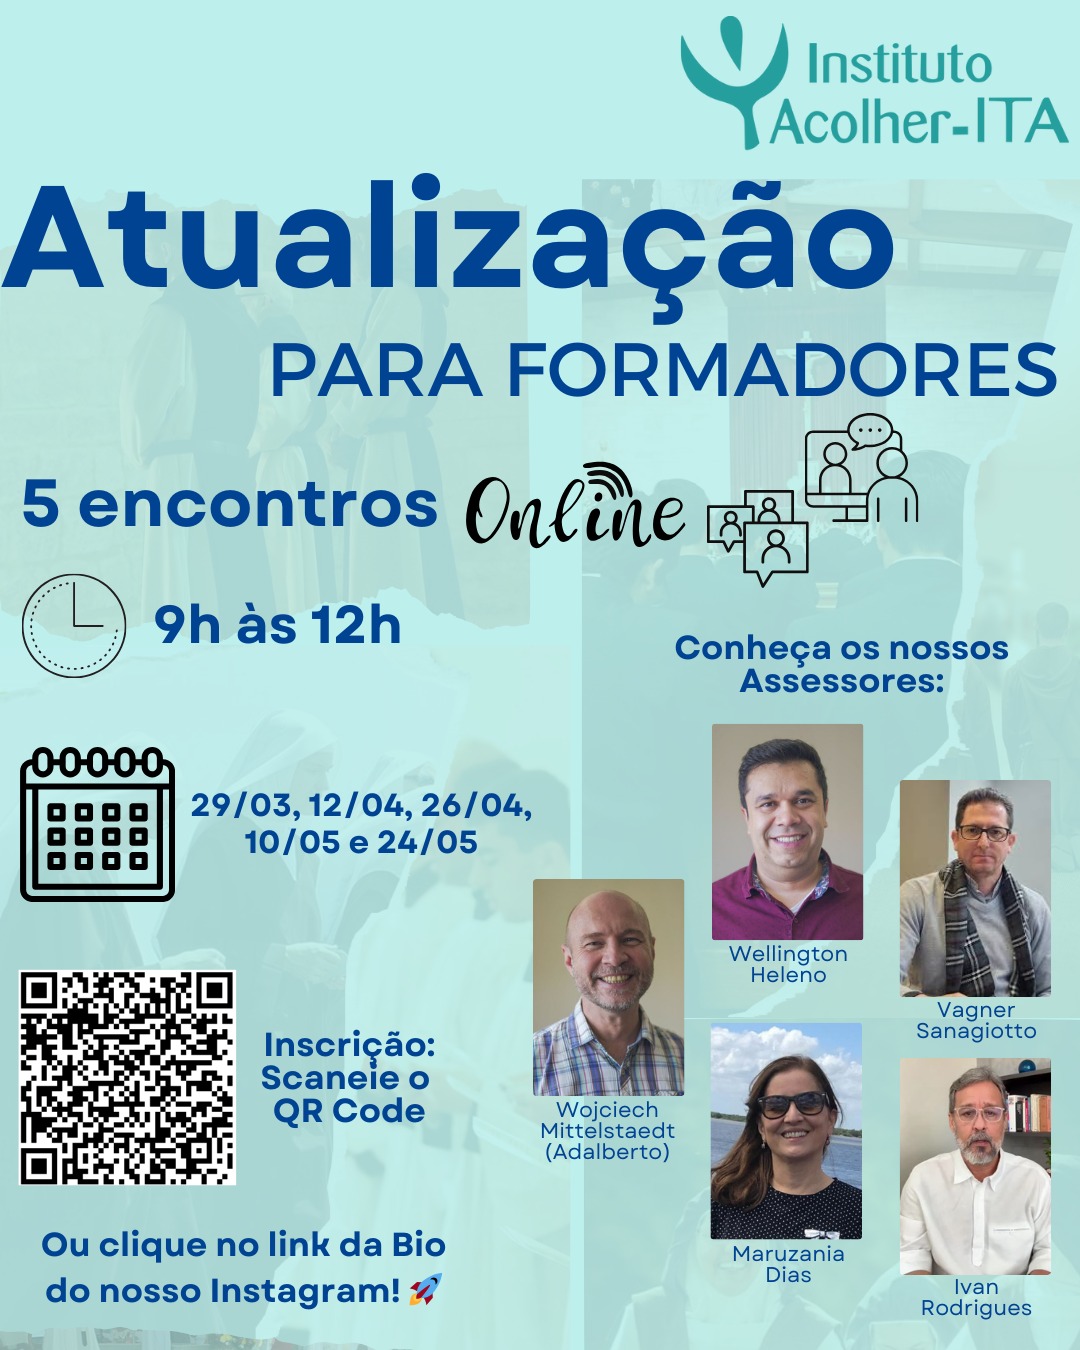 Instituto
Acolher-ITA
Atualização
PARA FORMADORES
5 encontros Online
9h às 12h
Conheça os nossos
Assessores:
29/03, 12/04, 26/04,
10/05 e 24/05
Wellington
Heleno
Vagner
Sanagiotto
Inscrição:
Scaneie o
QR Code
Wojciech
Mittelstaedt
(Adalberto)
Maruzania
Dias
Ivan
Rodrigues
Ou clique no link da Bio
do nosso Instagram! 🚀